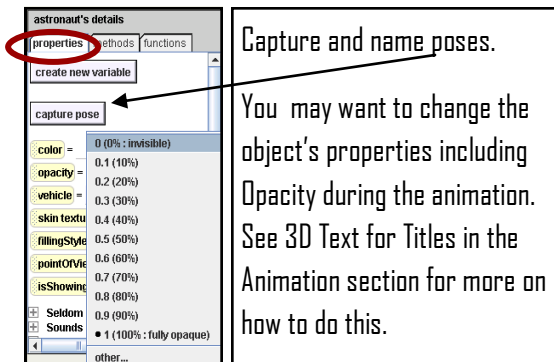 astronaut's details
properties methods functions
create new variable
capture pose
color =
opacity =
vehicle =
skin textu
fillingStyle
pointOfVie
isShowing
Seldom
Sounds
0 (0% : invisible)
0.1 (10%)
0.2 (20%)
0.3 (30%)
0.4 (40%)
0.5 (50%)
0.6 (60%)
0.7 (70%)
0.8 (80%)
0.9 (90%)
1 (100% : fully opaque)
other...
Capture and name poses.
You may want to change the
object's properties including
Opacity during the animation.
See 3D Text for Titles in the
Animation section for more on
how to do this.